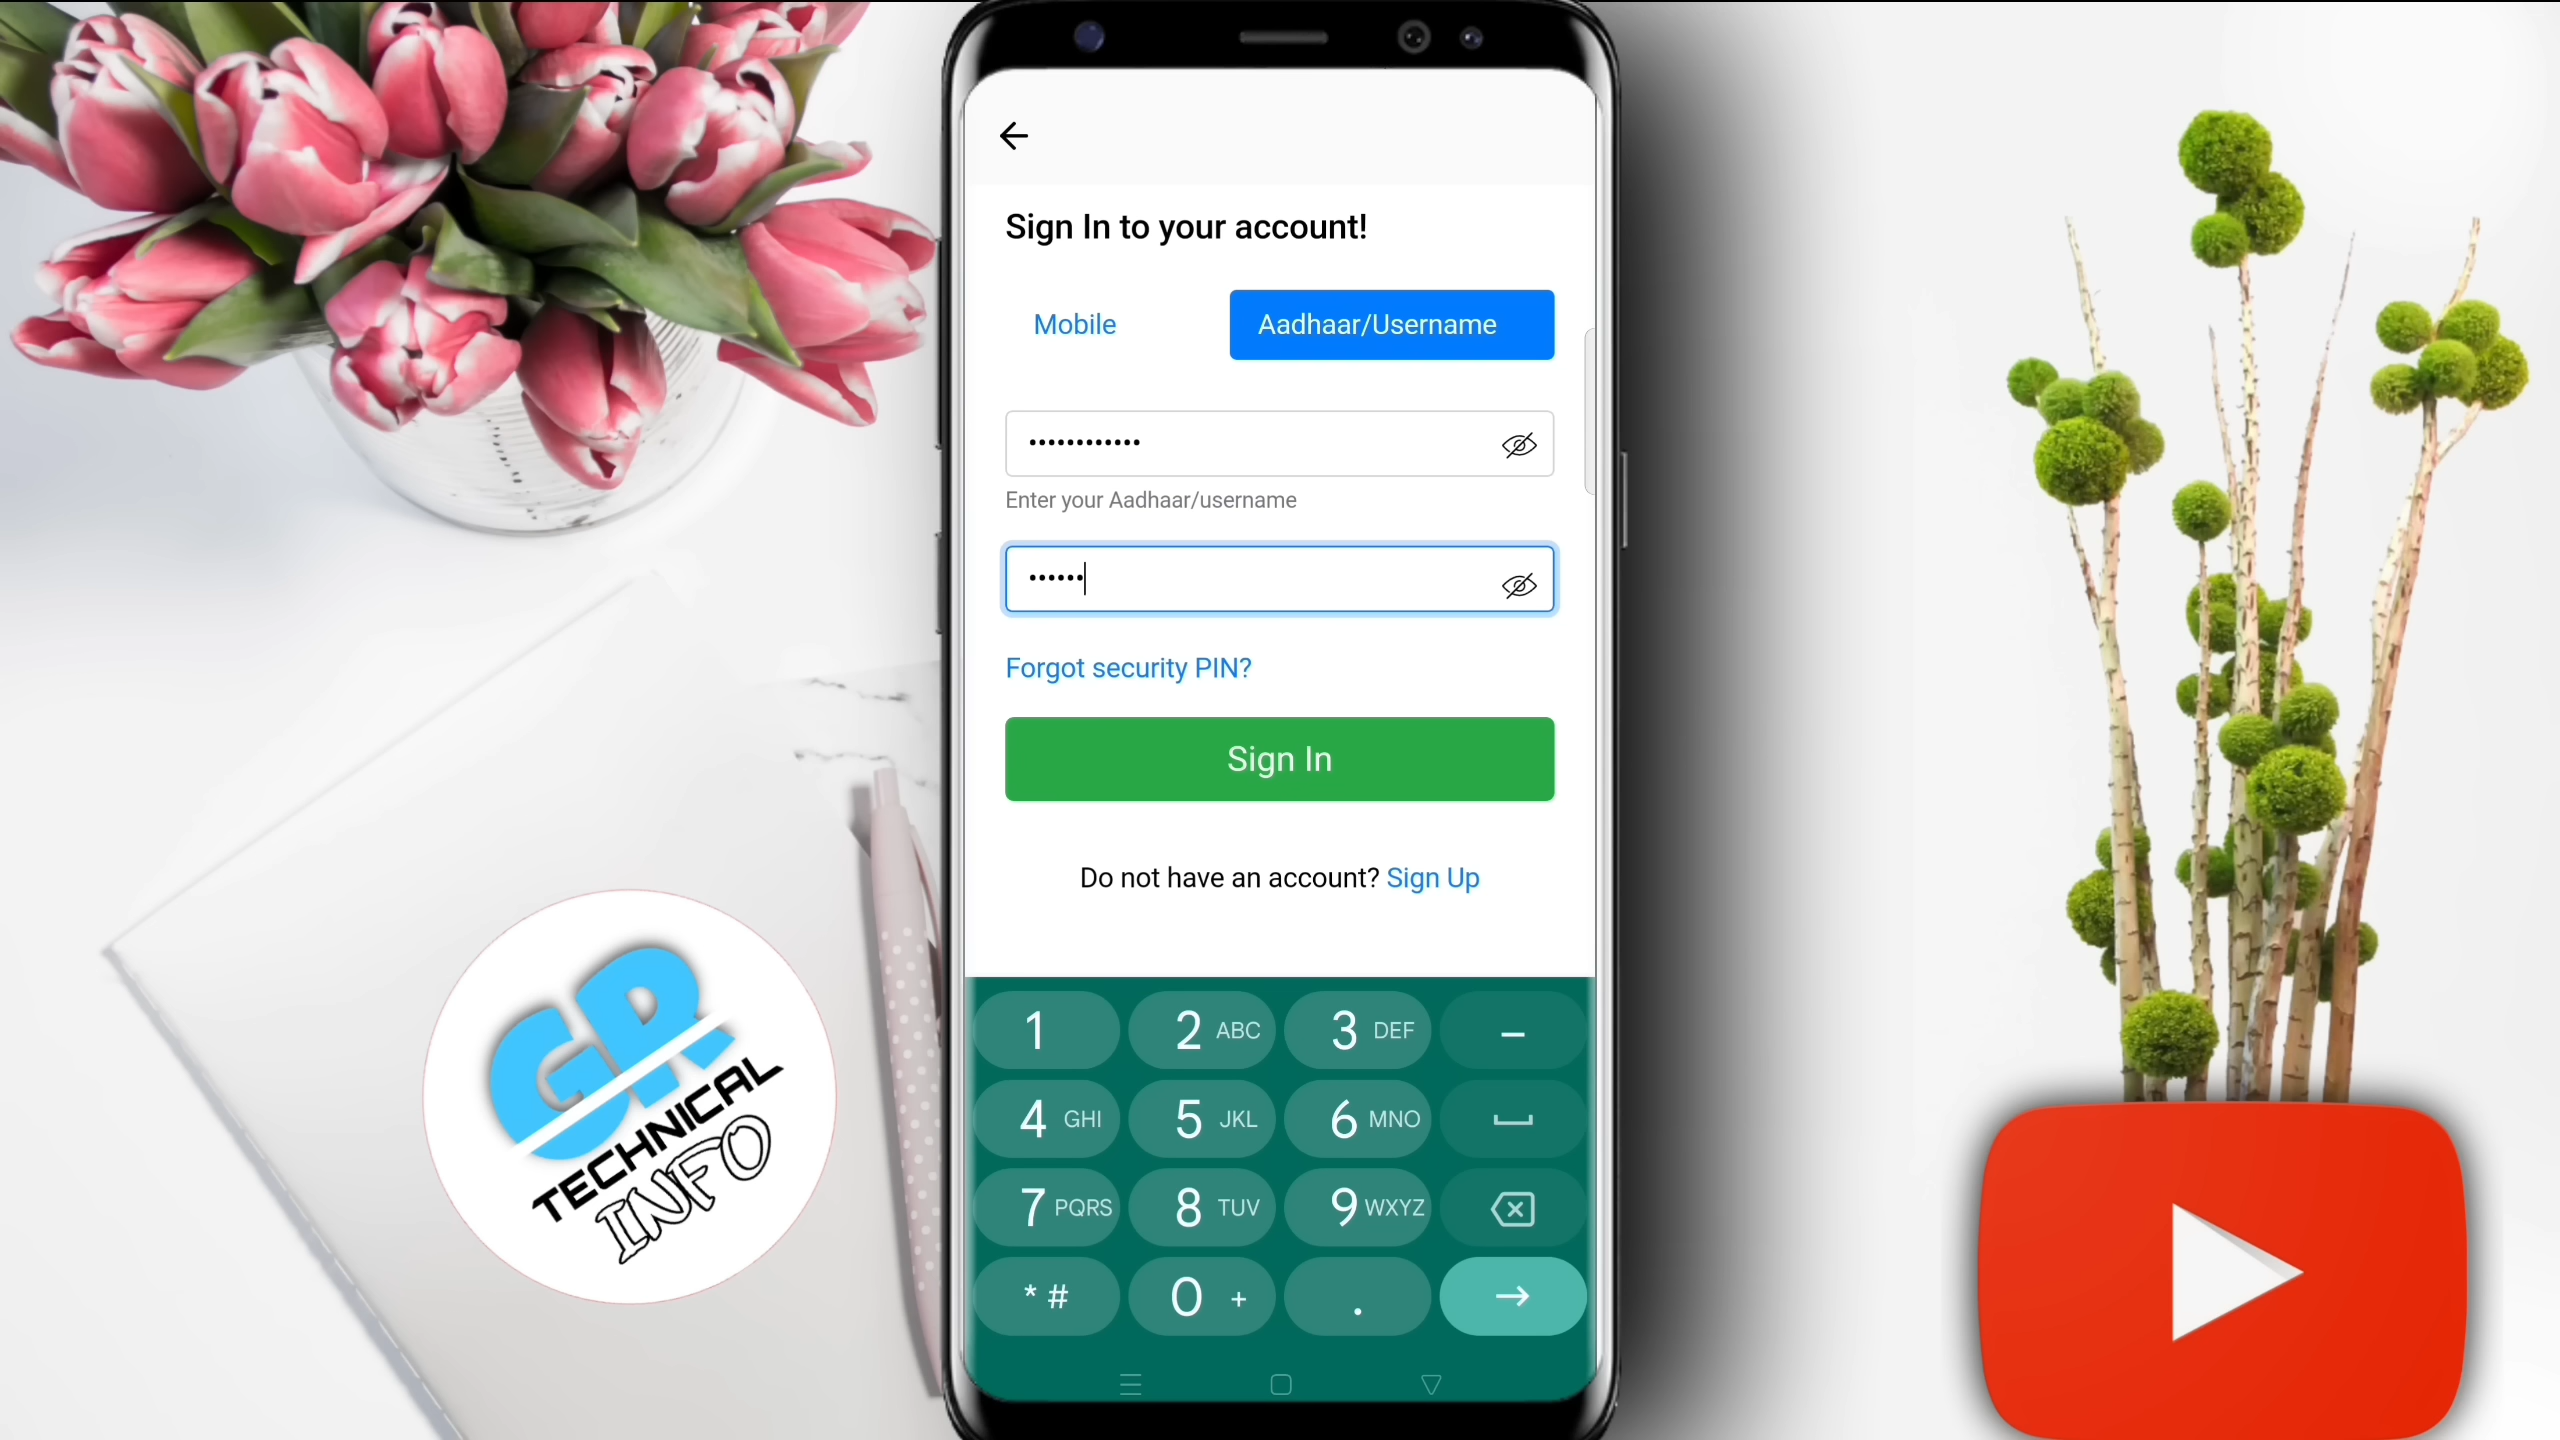 Sign In to your account!
Mobile
Aadhaar/Username
••••••••••••
Enter your Aadhaar/username
••••••
Forgot security PIN?
Sign In
Do not have an account? Sign Up
1
2 ABC
3 DEF
–
4 GHI
5 JKL
6 MNO
7 PQRS
8 TUV
9 WXYZ
* #
0 +
.
GR
TECHNICAL
INFO